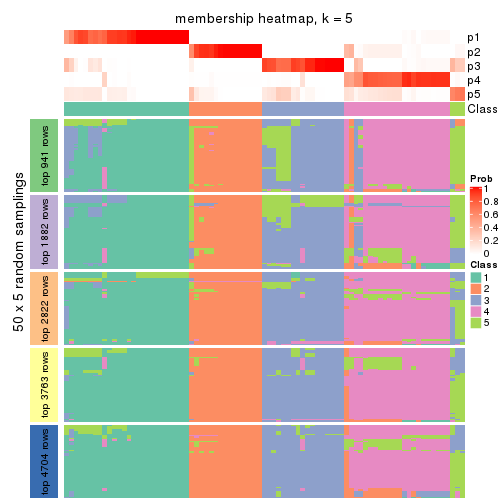 membership heatmap, k = 5
p1
p2
p3
p4
p5
Class
50 x 5 random samplings
top 941 rows
top 1882 rows
top 2822 rows
top 3763 rows
top 4704 rows
Prob
1
0.8
0.6
0.4
0.2
0
Class
1
2
3
4
5